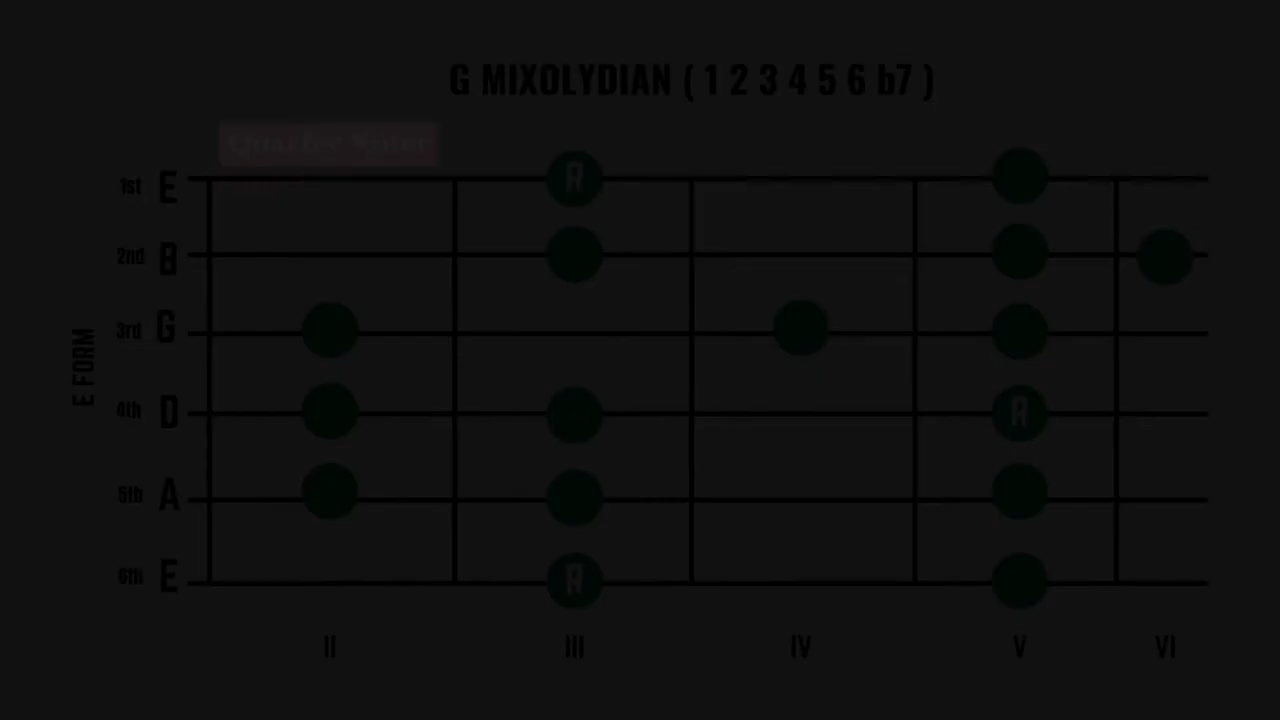 G MIXOLYDIAN ( 1 2 3 4 5 6 b7 )
1st E R
2nd B
3rd G
E FORM
4th D R
5th A
6th E R
II III IV V VI